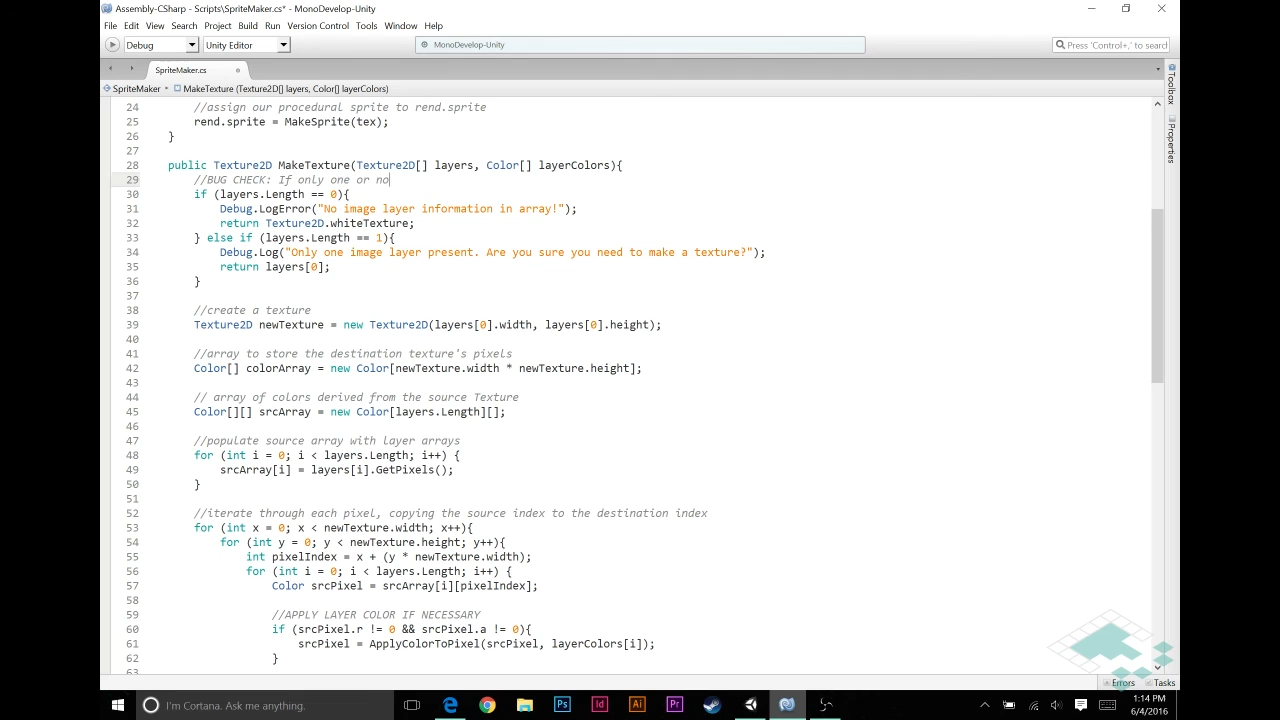 Assembly-CSharp - Scripts\SpriteMaker.cs* - MonoDevelop-Unity
File Edit View Search Project Build Run Version Control Tools Window Help
Debug Unity Editor MonoDevelop-Unity Press 'Control+,' to search
SpriteMaker.cs
SpriteMaker MakeTexture (Texture2D[] layers, Color[] layerColors)
Toolbox
Properties
24 //assign our procedural sprite to rend.sprite
25 rend.sprite = MakeSprite(tex);
26 }
27
28 public Texture2D MakeTexture(Texture2D[] layers, Color[] layerColors){
29 //BUG CHECK: If only one or no
30 if (layers.Length == 0){
31 Debug.LogError("No image layer information in array!");
32 return Texture2D.whiteTexture;
33 } else if (layers.Length == 1){
34 Debug.Log("Only one image layer present. Are you sure you need to make a texture?");
35 return layers[0];
36 }
37
38 //create a texture
39 Texture2D newTexture = new Texture2D(layers[0].width, layers[0].height);
40
41 //array to store the destination texture's pixels
42 Color[] colorArray = new Color[newTexture.width * newTexture.height];
43
44 // array of colors derived from the source Texture
45 Color[][] srcArray = new Color[layers.Length][];
46
47 //populate source array with layer arrays
48 for (int i = 0; i < layers.Length; i++) {
49 srcArray[i] = layers[i].GetPixels();
50 }
51
52 //iterate through each pixel, copying the source index to the destination index
53 for (int x = 0; x < newTexture.width; x++){
54 for (int y = 0; y < newTexture.height; y++){
55 int pixelIndex = x + (y * newTexture.width);
56 for (int i = 0; i < layers.Length; i++) {
57 Color srcPixel = srcArray[i][pixelIndex];
58
59 //APPLY LAYER COLOR IF NECESSARY
60 if (srcPixel.r != 0 && srcPixel.a != 0){
61 srcPixel = ApplyColorToPixel(srcPixel, layerColors[i]);
62 }
63
Errors Tasks
I'm Cortana. Ask me anything. Ps Id Ai Pr 1:14 PM
6/4/2016